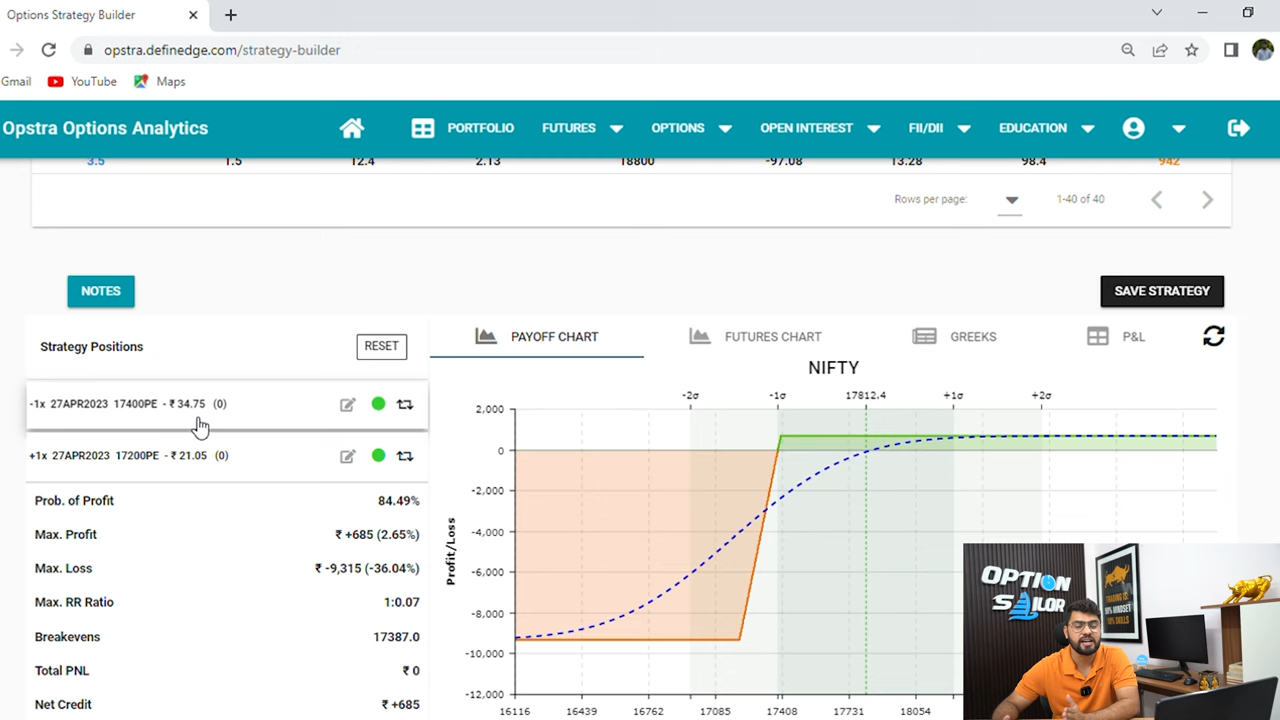 Options Strategy Builder
opstra.definedge.com/strategy-builder
Gmail YouTube Maps
Opstra Options Analytics PORTFOLIO FUTURES OPTIONS OPEN INTEREST FII/DII EDUCATION
3.5 1.5 12.4 2.13 18800 -97.08 13.28 98.4 942
Rows per page: 1-40 of 40
NOTES SAVE STRATEGY
Strategy Positions RESET
-1x 27APR2023 17400PE - ₹ 34.75 (0)
+1x 27APR2023 17200PE - ₹ 21.05 (0)
Prob. of Profit 84.49%
Max. Profit ₹ +685 (2.65%)
Max. Loss ₹ -9,315 (-36.04%)
Max. RR Ratio 1:0.07
Breakevens 17387.0
Total PNL ₹ 0
Net Credit ₹ +685
PAYOFF CHART FUTURES CHART GREEKS P&L
NIFTY
-2σ -1σ 17812.4 +1σ +2σ
2,000
0
-2,000
-4,000
-6,000
-8,000
-10,000
-12,000
Profit/Loss
16116 16439 16762 17085 17408 17731 18054
OPTION
SAILOR